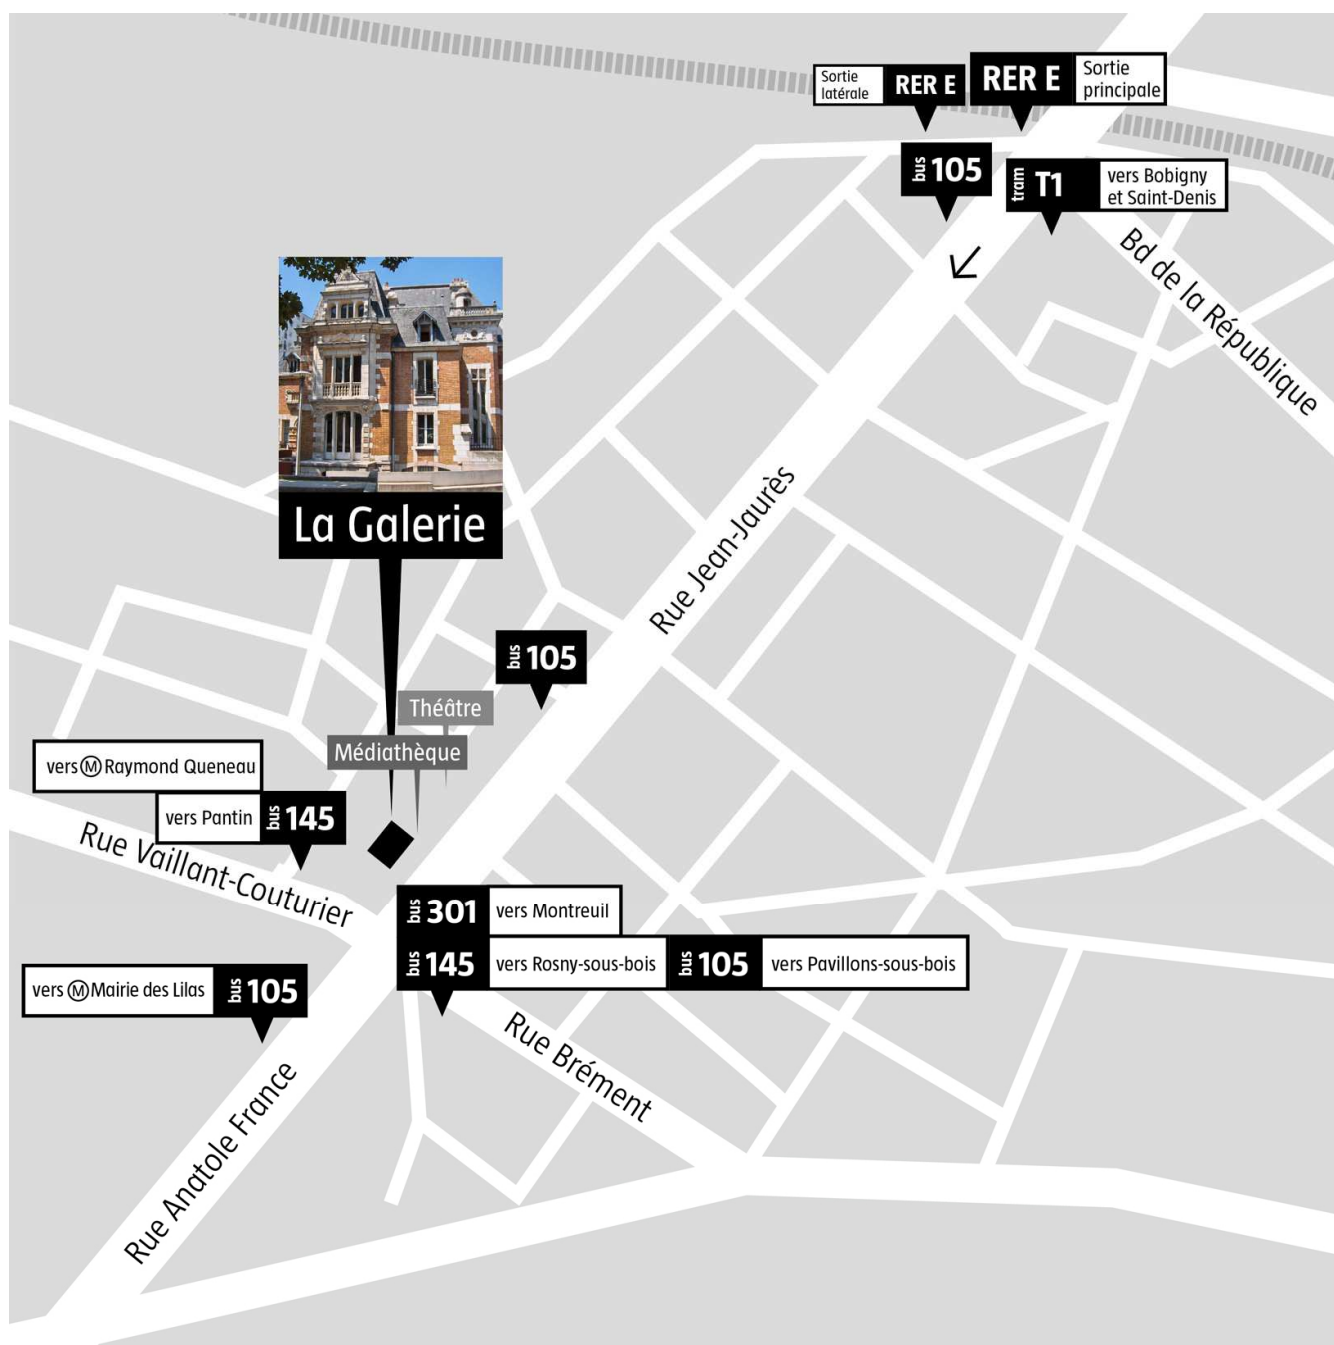 Sortie
latérale
RER E
RER E
Sortie
principale
bus 105
tram T1
vers Bobigny
et Saint-Denis
Bd de la République
La Galerie
Rue Jean-Jaurès
bus 105
Théâtre
Médiathèque
vers M Raymond Queneau
vers Pantin bus 145
Rue Vaillant-Couturier
bus 301 vers Montreuil
bus 145 vers Rosny-sous-bois bus 105 vers Pavillons-sous-bois
vers M Mairie des Lilas bus 105
Rue Brément
Rue Anatole France